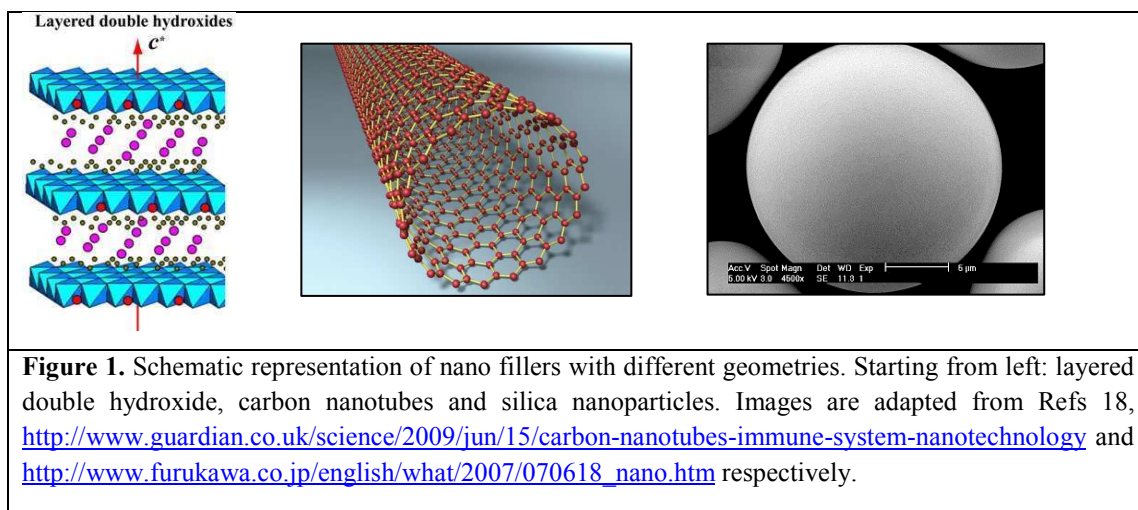 Layered double hydroxides
c*
Acc.V Spot Magn Det WD Exp 5 µm
5.00 kV 3.0 4500x SE 11.3 1
Figure 1. Schematic representation of nano fillers with different geometries. Starting from left: layered
double hydroxide, carbon nanotubes and silica nanoparticles. Images are adapted from Refs 18,
http://www.guardian.co.uk/science/2009/jun/15/carbon-nanotubes-immune-system-nanotechnology and
http://www.furukawa.co.jp/english/what/2007/070618_nano.htm respectively.